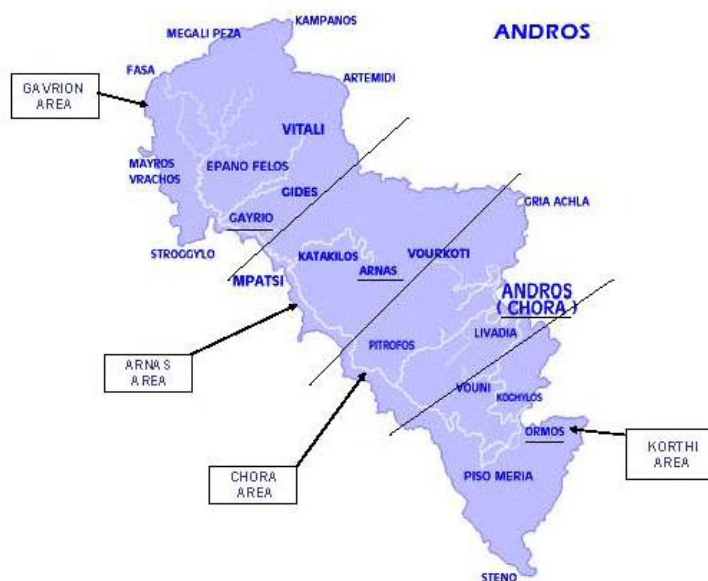 KAMPANOS
MEGALI PEZA
ANDROS
FASA
ARTEMIDI
GAVRION
AREA
VITALI
MAYROS
VRACHOS
EPANO FELOS
GIDES
GRIA ACHLA
GAYRIO
STROGGYLO
KATAKILOS
VOURKOTI
ARNAS
MPATSI
ANDROS
( CHORA )
LIVADIA
PITROFOS
ARNAS
AREA
VOUNI
KOCHYLOS
ORMOS
KORTHI
AREA
CHORA
AREA
PISO MERIA
STENO